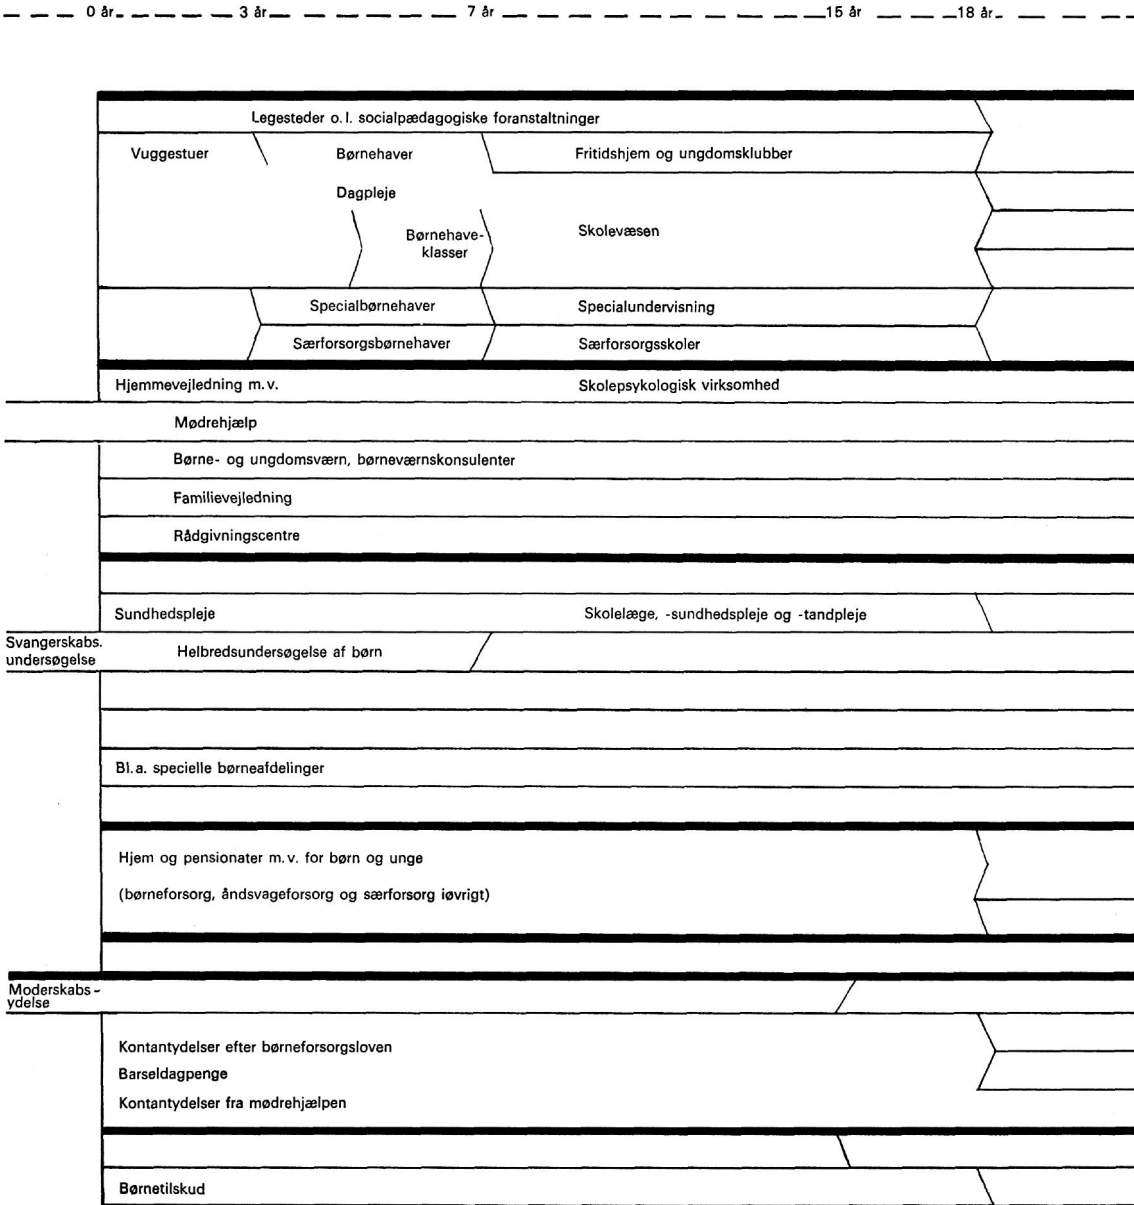 0 år 3 år 7 år 15 år 18 år
Legesteder o. l. socialpædagogiske foranstaltninger
Vuggestuer Børnehaver Fritidshjem og ungdomsklubber
Dagpleje
Børnehave-
klasser
Skolevæsen
Specialbørnehaver Specialundervisning
Særforsorgsbørnehaver Særforsorgsskoler
Hjemmevejledning m. v. Skolepsykologisk virksomhed
Mødrehjælp
Børne- og ungdomsværn, børneværnskonsulenter
Familievejledning
Rådgivningscentre
Sundhedspleje Skolelæge, -sundhedspleje og -tandpleje
Svangerskabs.
undersøgelse
Helbredsundersøgelse af børn
Bl. a. specielle børneafdelinger
Hjem og pensionater m. v. for børn og unge
(børneforsorg, åndsvageforsorg og særforsorg iøvrigt)
Moderskabs-
ydelse
Kontantydelser efter børneforsorgsloven
Barseldagpenge
Kontantydelser fra mødrehjælpen
Børnetilskud